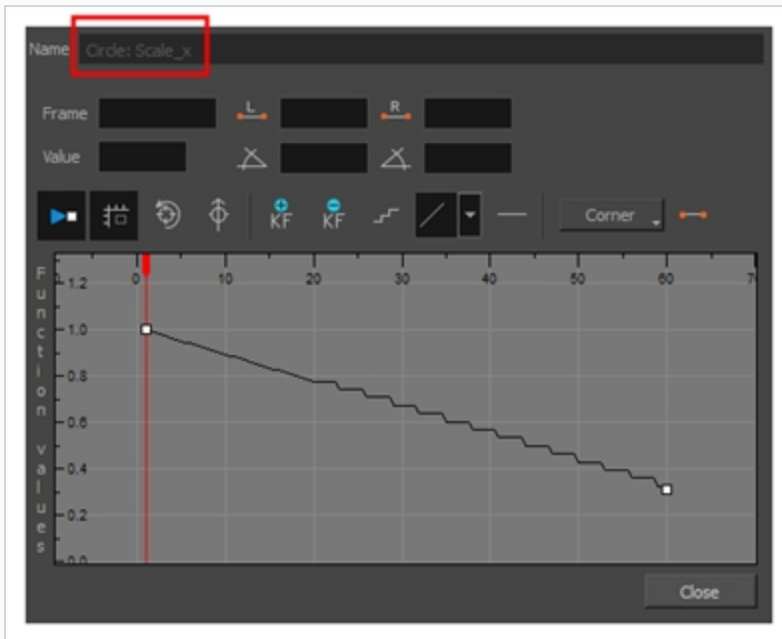 Name Circle: Scale_x
Frame L R
Value
KF KF Corner
0 10 20 30 40 50 60
1.2
1.0
0.8
0.6
0.4
0.2
0.0
Function values
Close